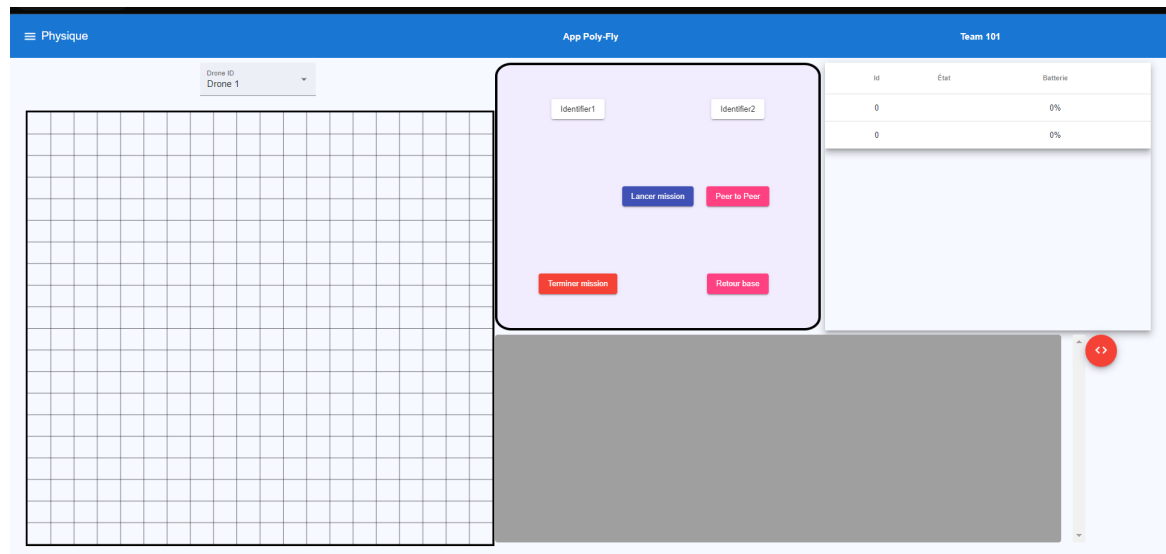 Physique
App Poly-Fly
Team 101
Drone ID
Drone 1
Identifier1
Identifier2
Lancer mission
Peer to Peer
Terminer mission
Retour base
Id État Batterie
0 0%
0 0%